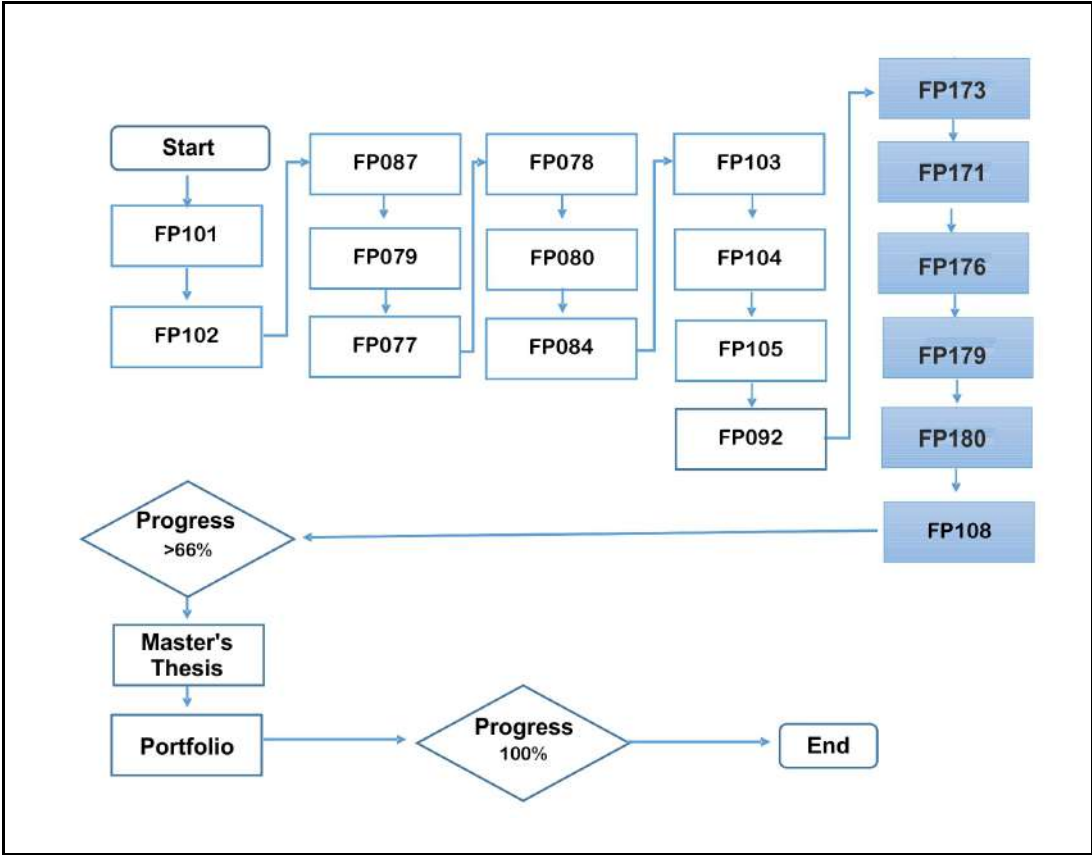 Start
FP101
FP102
FP087
FP079
FP077
FP078
FP080
FP084
FP103
FP104
FP105
FP092
FP173
FP171
FP176
FP179
FP180
FP108
Progress
>66%
Master's
Thesis
Portfolio
Progress
100%
End